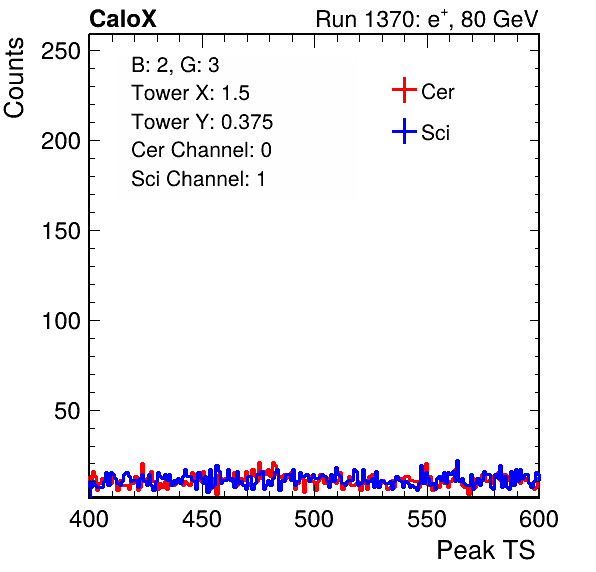 CaloX Run 1370: e⁺, 80 GeV
Counts
B: 2, G: 3
Tower X: 1.5
Tower Y: 0.375
Cer Channel: 0
Sci Channel: 1
Cer
Sci
250
200
150
100
50
400 450 500 550 600
Peak TS